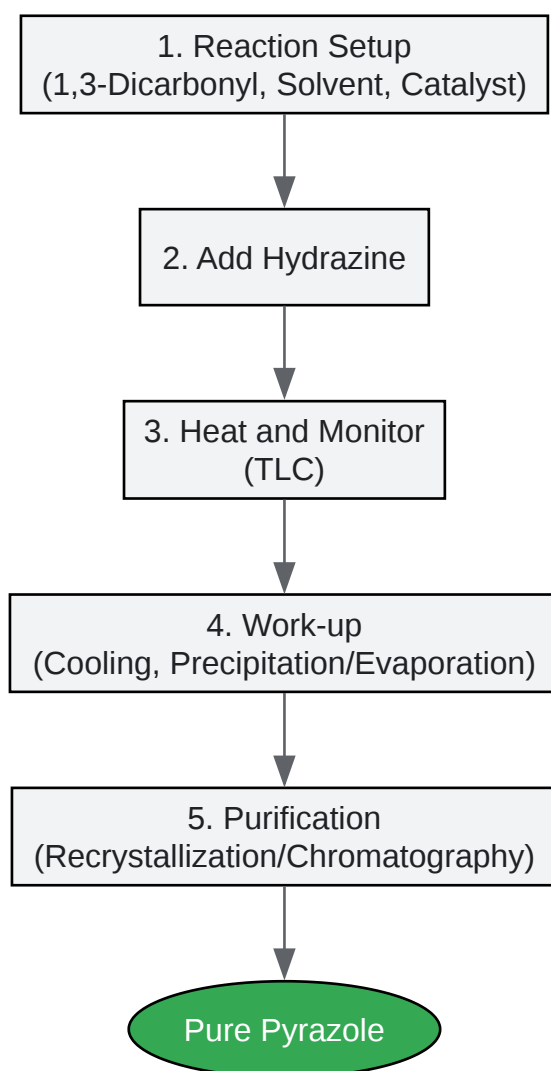 1. Reaction Setup
(1,3-Dicarbonyl, Solvent, Catalyst)
2. Add Hydrazine
3. Heat and Monitor
(TLC)
4. Work-up
(Cooling, Precipitation/Evaporation)
5. Purification
(Recrystallization/Chromatography)
Pure Pyrazole